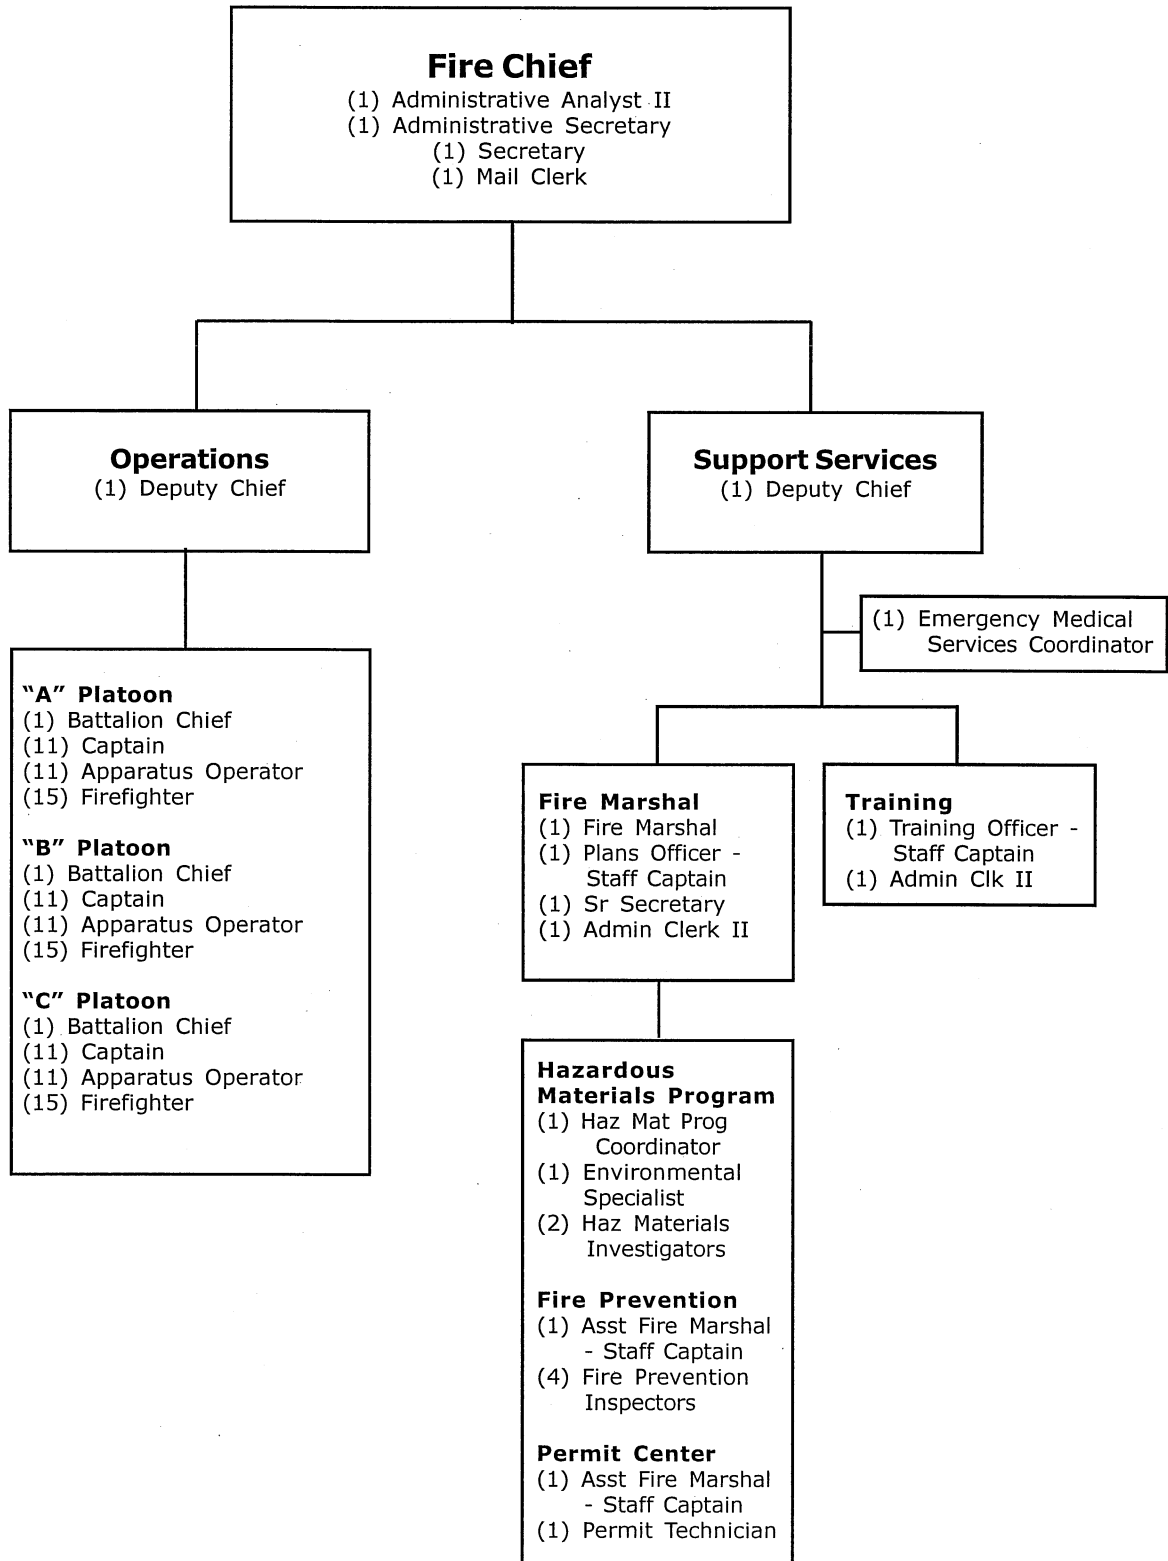 Fire Chief
(1) Administrative Analyst II
(1) Administrative Secretary
(1) Secretary
(1) Mail Clerk
Operations
(1) Deputy Chief
Support Services
(1) Deputy Chief
(1) Emergency Medical
Services Coordinator
“A” Platoon
(1) Battalion Chief
(11) Captain
(11) Apparatus Operator
(15) Firefighter
“B” Platoon
(1) Battalion Chief
(11) Captain
(11) Apparatus Operator
(15) Firefighter
“C” Platoon
(1) Battalion Chief
(11) Captain
(11) Apparatus Operator
(15) Firefighter
Fire Marshal
(1) Fire Marshal
(1) Plans Officer -
Staff Captain
(1) Sr Secretary
(1) Admin Clerk II
Training
(1) Training Officer -
Staff Captain
(1) Admin Clk II
Hazardous
Materials Program
(1) Haz Mat Prog
Coordinator
(1) Environmental
Specialist
(2) Haz Materials
Investigators
Fire Prevention
(1) Asst Fire Marshal
- Staff Captain
(4) Fire Prevention
Inspectors
Permit Center
(1) Asst Fire Marshal
- Staff Captain
(1) Permit Technician